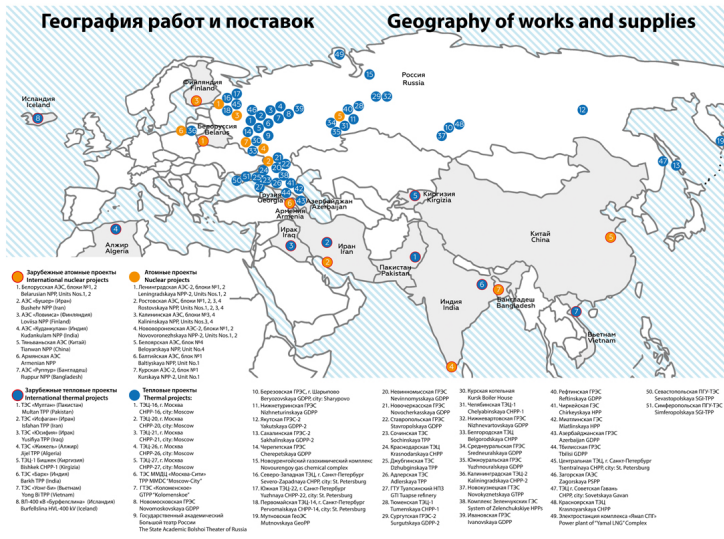 География работ и поставок
Geography of works and supplies
Россия
Russia
Финляндия
Finland
Исландия
Iceland
Белоруссия
Belarus
Грузия
Georgia
Азербайджан
Azerbaijan
Армения
Armenia
Киргизия
Kirgizia
Ирак
Iraq
Иран
Iran
Алжир
Algeria
Пакистан
Pakistan
Китай
China
Индия
India
Бангладеш
Bangladesh
Вьетнам
Vietnam
Зарубежные атомные проекты
International nuclear projects
1. Белорусская АЭС, блоки №1, 2
Belarusian NPP, Units Nos.1, 2
2. АЭС «Бушер» (Иран)
Bushehr NPP (Iran)
3. АЭС «Ловииса» (Финляндия)
Loviisa NPP (Finland)
4. АЭС «Куданкулам» (Индия)
Kudankulam NPP (India)
5. Тяньваньская АЭС (Китай)
Tianwan NPP (China)
6. Армянская АЭС
Armenian NPP
7. АЭС «Руппур» (Бангладеш)
Ruppur NPP (Bangladesh)
Атомные проекты
Nuclear projects
1. Ленинградская АЭС-2, блоки №1, 2
Leningradskaya NPP-2, Units Nos.1, 2
2. Ростовская АЭС, блоки №1, 2, 3, 4
Rostovskaya NPP, Units Nos.1, 2, 3, 4
3. Калининская АЭС, блоки №3, 4
Kalininskaya NPP, Units Nos.3, 4
4. Нововоронежская АЭС-2, блоки №1, 2
Novovoronezhskaya NPP-2, Units Nos.1, 2
5. Белоярская АЭС, блок №4
Beloyarskaya NPP, Unit No.4
6. Балтийская АЭС, блок №1
Baltiyskaya NPP, Unit No.1
7. Курская АЭС-2, блок №1
Kurskaya NPP-2, Unit No.1
Зарубежные тепловые проекты
International thermal projects
1. ТЭС «Мултан» (Пакистан)
Multan TPP (Pakistan)
2. ТЭС «Исфаган» (Иран)
Isfahan TPP (Iran)
3. ТЭС «Юсифия» (Ирак)
Yusifiya TPP (Iraq)
4. ТЭС «Жижель» (Алжир)
Jijel TPP (Algeria)
5. ТЭЦ-1 Бишкек (Киргизия)
Bishkek CHPP-1 (Kirgizia)
6. ТЭС «Барх» (Индия)
Barkh TPP (India)
7. ТЭС «Уонг-би» (Вьетнам)
Yong Bi TPP (Vietnam)
8. ВЛ-400 кВ «Бурфелслина» (Исландия)
Burfellslina HVL-400 kV (Iceland)
Тепловые проекты
Thermal projects:
1. ТЭЦ-16, г. Москва
CHPP-16, city: Moscow
2. ТЭЦ-20, г. Москва
CHPP-20, city: Moscow
3. ТЭЦ-21, г. Москва
CHPP-21, city: Moscow
4. ТЭЦ-26, г. Москва
CHPP-26, city: Moscow
5. ТЭЦ-27, г. Москва
CHPP-27, city: Moscow
6. ТЭС ММДЦ «Москва-Сити»
TPP MMDC "Moscow-City"
7. ГТЭС «Коломенское»
GTPP "Kolomenskoe"
8. Новомосковская ГРЭС
Novomoskovskaya GDPP
9. Государственный академический
Большой театр России
The State Academic Bolshoi Theater of Russia
10. Березовская ГРЭС, г. Шарыпово
Beryozovskaya GDPP, city: Sharypovo
11. Нижнетуринская ГРЭС
Nizhneturinskaya GDPP
12. Якутская ГРЭС-2
Yakutskaya GDPP-2
13. Сахалинская ГРЭС-2
Sakhalinskaya GDPP-2
14. Черепетская ГРЭС
Cherepetskaya GDPP
15. Новоуренгойский газохимический комплекс
Novourengoy gas chemical complex
16. Северо-Западная ТЭЦ, г. Санкт-Петербург
Severo-Zapadnaya CHPP, city: St. Petersburg
17. Южная ТЭЦ-22, г. Санкт-Петербург
Yuzhnaya CHPP-22, city: St. Petersburg
18. Первомайская ТЭЦ-14, г. Санкт-Петербург
Pervomaiskaya CHPP-14, city: St. Petersburg
19. Мутновская ГеоЭС
Mutnovskaya GeoPP
20. Невинномысская ГРЭС
Nevinnomysskaya GDPP
21. Новочеркасская ГРЭС
Novocherkasskaya GDPP
22. Ставропольская ГРЭС
Stavropolskaya GDPP
23. Сочинская ТЭС
Sochinskaya TPP
24. Краснодарская ТЭЦ
Krasnodarskaya CHPP
25. Джубгинская ТЭС
Dzhubginskaya TPP
26. Адлерская ТЭС
Adlerskaya TPP
27. ГТУ Туапсинский НПЗ
GTI Tuapse refinery
28. Тюменская ТЭЦ-1
Tumenskaya CHPP-1
29. Сургутская ГРЭС-2
Surgutskaya GDPP-2
30. Курская котельная
Kursk Boiler House
31. Челябинская ТЭЦ-1
Chelyabinskaya CHPP-1
32. Нижневартовская ГРЭС
Nizhnevartovskaya GDPP
33. Белгородская ТЭЦ
Belgorodskaya CHPP
34. Среднеуральская ГРЭС
Sredneuralskaya GDPP
35. Южноуральская ГРЭС
Yuzhnouralskaya GDPP
36. Калининградская ТЭЦ-2
Kaliningradskaya CHPP-2
37. Новокузнецкая ГТЭС
Novokuznetskaya GTPP
38. Комплекс Зеленчукских ГЭС
System of Zelenchukskiye HPPs
39. Ивановская ГРЭС
Ivanovskaya GDPP
40. Рефтинская ГРЭС
Reftinskaya GDPP
41. Чиркейская ГЭС
Chirkeyskaya HPP
42. Миатлинская ГЭС
Miatlinskaya HPP
43. Азербайджанская ГРЭС
Azerbaijan GDPP
44. Тбилисская ГРЭС
Tbilisi GDPP
45. Центральная ТЭЦ, г. Санкт-Петербург
Tsentralnaya CHPP, city: St. Petersburg
46. Загорская ГАЭС
Zagorskaya PSPP
47. ТЭЦ г. Советская Гавань
CHPP, city: Sovetskaya Gavan
48. Красноярская ТЭЦ
Krasnoyarskaya CHPP
49. Электростанция комплекса «Ямал СПГ»
Power plant of "Yamal LNG" Complex
50. Севастопольская ПГУ-ТЭС
Sevastopolskaya SGI-TPP
51. Симферопольская ПГУ-ТЭС
Simferopolskaya SGI-TPP